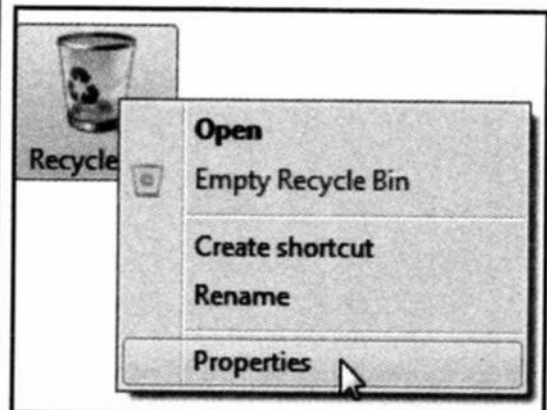 Recycle
Open
Empty Recycle Bin
Create shortcut
Rename
Properties